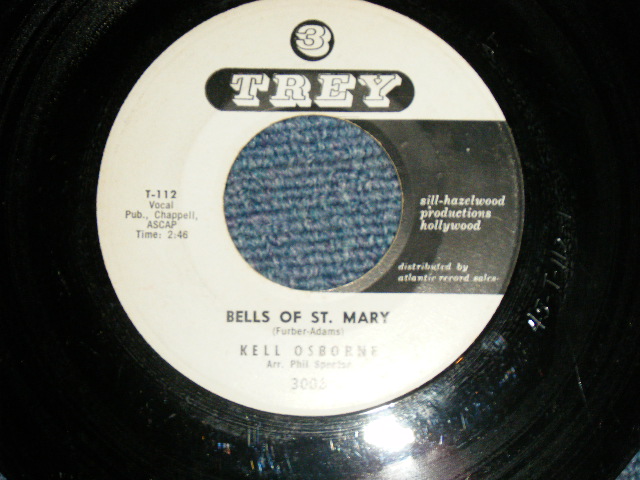 3
TREY
T-112
Vocal
Pub., Chappell,
ASCAP
Time: 2:46
sill-hazelwood
productions
hollywood
distributed by
atlantic record sales
BELLS OF ST. MARY
(Furber-Adams)
KELL OSBORNE
Arr. Phil Spector